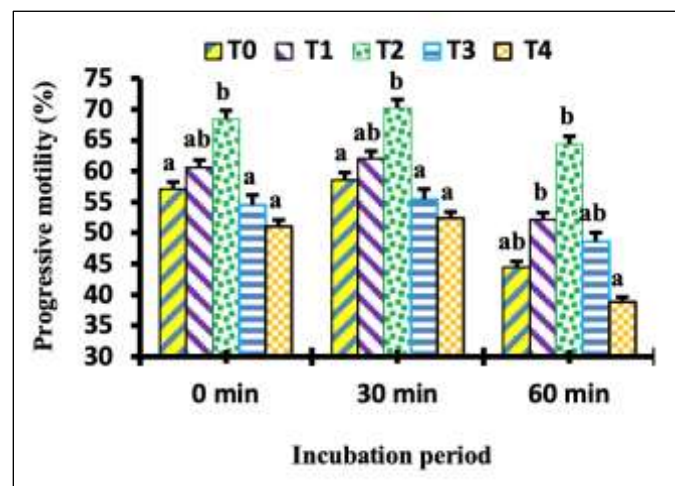 T0 T1 T2 T3 T4
Progressive motility (%)
75
70
65
60
55
50
45
40
35
30
a ab b a a
a ab b a a
ab b b ab a
0 min 30 min 60 min
Incubation period